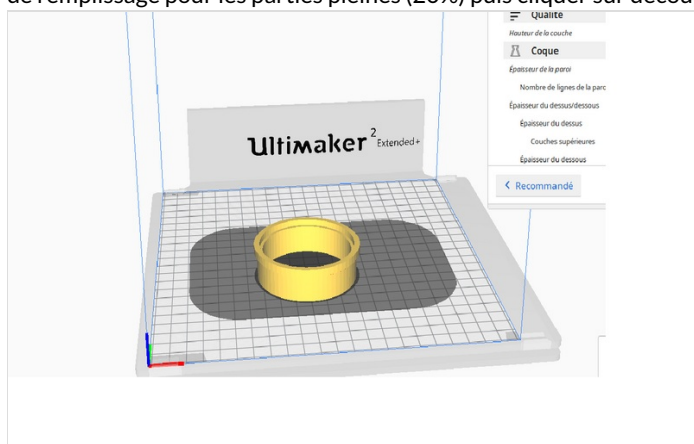 de remplissage pour les parties pleines (20%) puis cliquer sur décou
Qualité
Hauteur de la couche
Coque
Épaisseur de la paroi
Nombre de lignes de la paro
Épaisseur du dessus/dessous
Épaisseur du dessus
Couches supérieures
Épaisseur du dessous
Recommandé
Ultimaker 2 Extended+